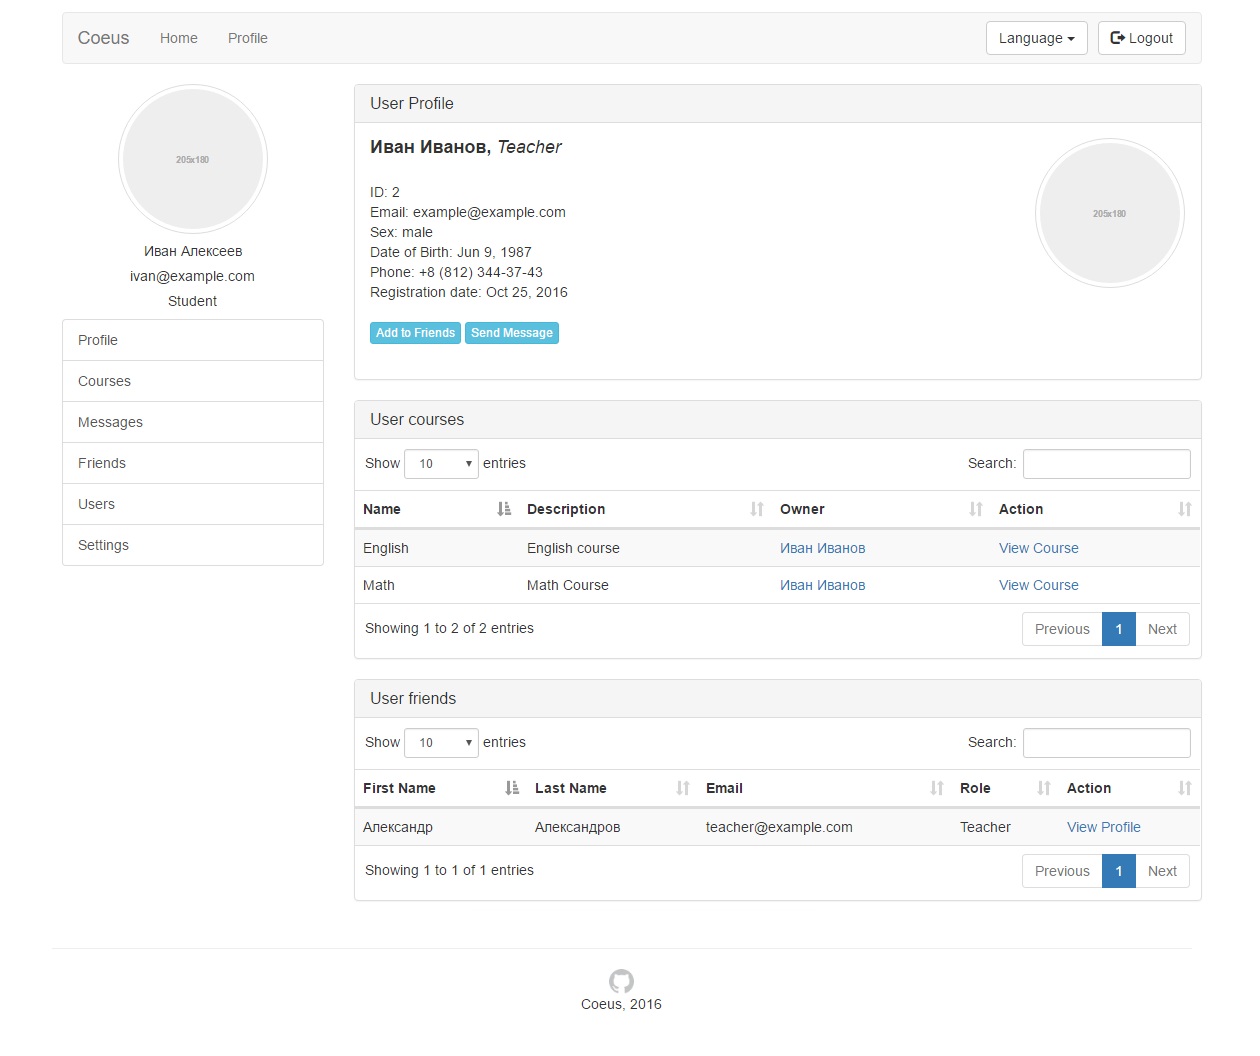 Coeus Home Profile Language Logout
205x180
Иван Алексеев
ivan@example.com
Student
Profile
Courses
Messages
Friends
Users
Settings
User Profile
Иван Иванов, Teacher
205x180
ID: 2
Email: example@example.com
Sex: male
Date of Birth: Jun 9, 1987
Phone: +8 (812) 344-37-43
Registration date: Oct 25, 2016
Add to Friends Send Message
User courses
Show 10 entries Search:
Name Description Owner Action
English English course Иван Иванов View Course
Math Math Course Иван Иванов View Course
Showing 1 to 2 of 2 entries Previous 1 Next
User friends
Show 10 entries Search:
First Name Last Name Email Role Action
Александр Александров teacher@example.com Teacher View Profile
Showing 1 to 1 of 1 entries Previous 1 Next
Coeus, 2016